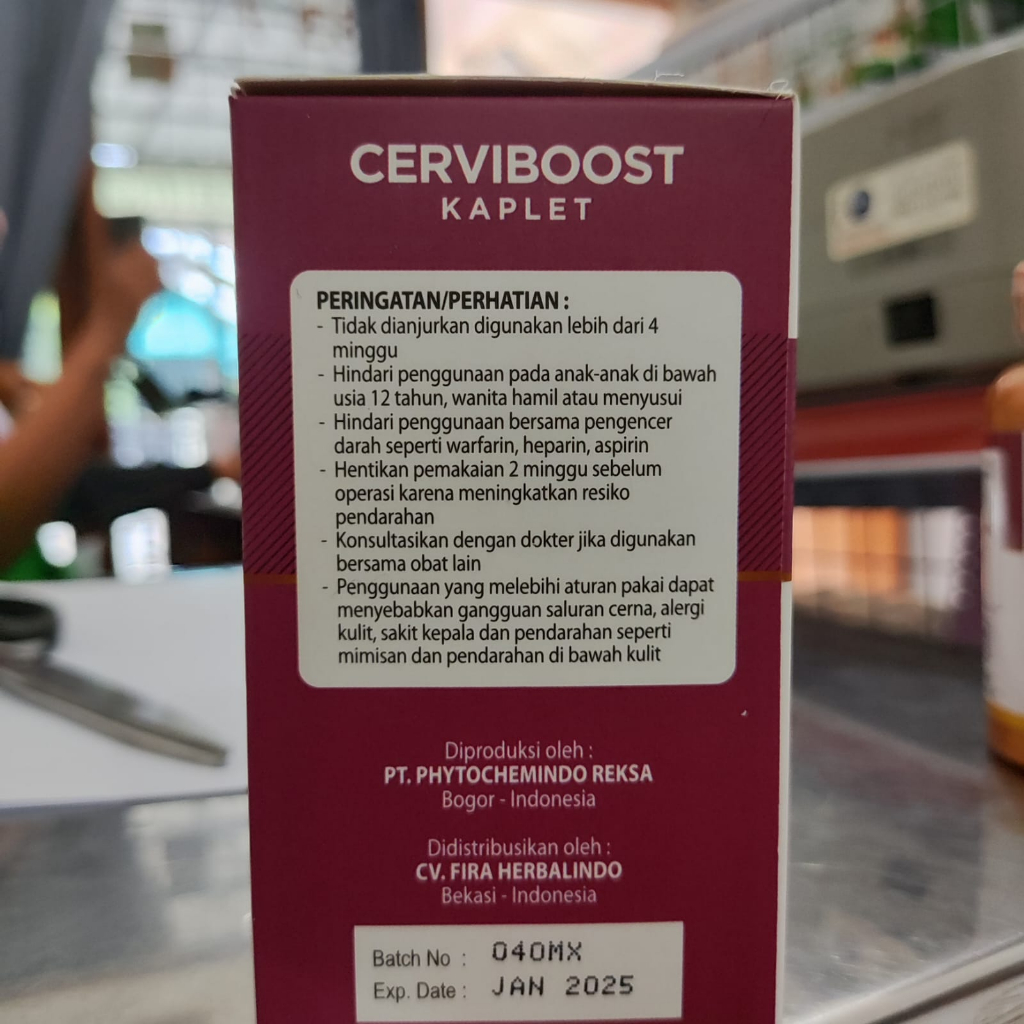 CERVIBOOST
KAPLET
PERINGATAN/PERHATIAN :
- Tidak dianjurkan digunakan lebih dari 4
minggu
- Hindari penggunaan pada anak-anak di bawah
usia 12 tahun, wanita hamil atau menyusui
- Hindari penggunaan bersama pengencer
darah seperti warfarin, heparin, aspirin
- Hentikan pemakaian 2 minggu sebelum
operasi karena meningkatkan resiko
pendarahan
- Konsultasikan dengan dokter jika digunakan
bersama obat lain
- Penggunaan yang melebihi aturan pakai dapat
menyebabkan gangguan saluran cerna, alergi
kulit, sakit kepala dan pendarahan seperti
mimisan dan pendarahan di bawah kulit
Diproduksi oleh :
PT. PHYTOCHEMINDO REKSA
Bogor - Indonesia
Didistribusikan oleh :
CV. FIRA HERBALINDO
Bekasi - Indonesia
Batch No : 040MX
Exp. Date : JAN 2025